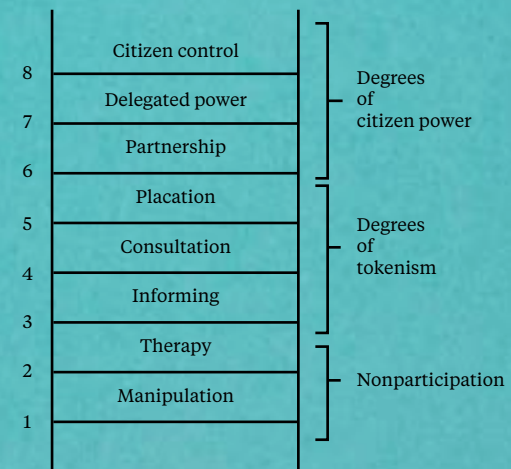 Citizen control
8
Delegated power
7
Partnership
6
Placation
5
Consultation
4
Informing
3
Therapy
2
Manipulation
1
Degrees
of
citizen power
Degrees
of
tokenism
Nonparticipation